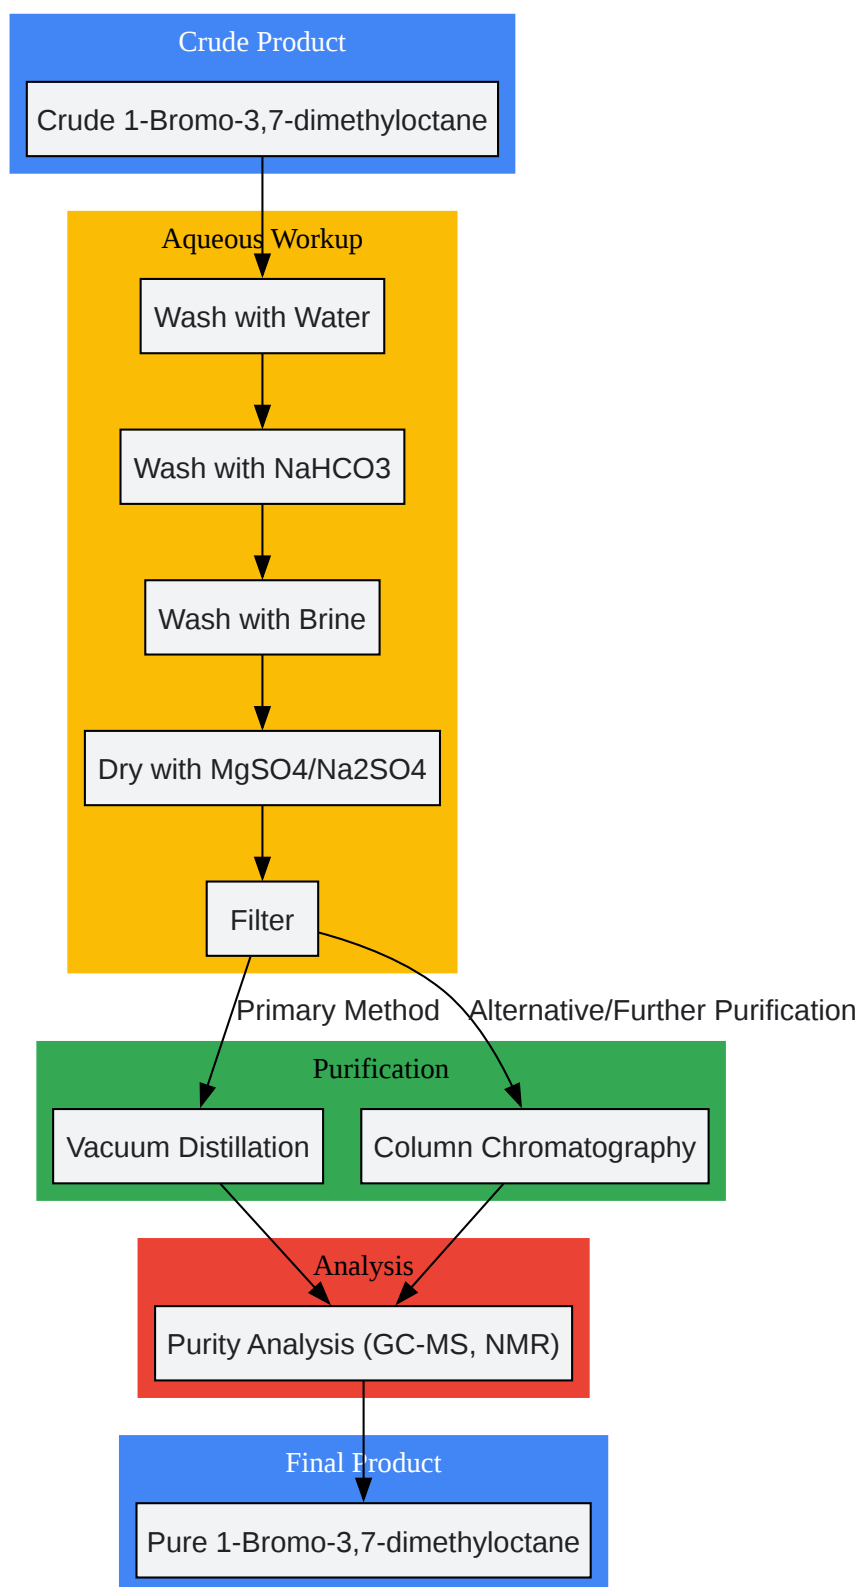 Crude Product
Crude 1-Bromo-3,7-dimethyloctane
Aqueous Workup
Wash with Water
Wash with NaHCO3
Wash with Brine
Dry with MgSO4/Na2SO4
Filter
Primary Method
Alternative/Further Purification
Purification
Vacuum Distillation
Column Chromatography
Analysis
Purity Analysis (GC-MS, NMR)
Final Product
Pure 1-Bromo-3,7-dimethyloctane